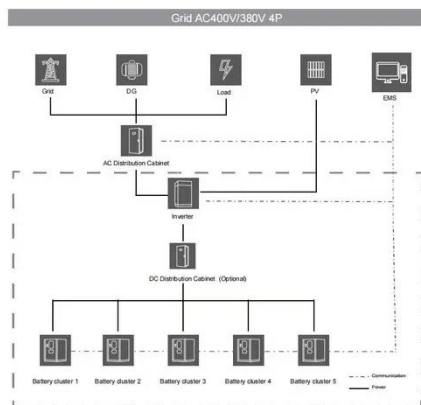 Grid AC400V/380V 4P
Grid
DG
Load
PV
EMS
AC Distribution Cabinet
Inverter
DC Distribution Cabinet (Optional)
Battery cluster 1
Battery cluster 2
Battery cluster 3
Battery cluster 4
Battery cluster 5
Communication
Power